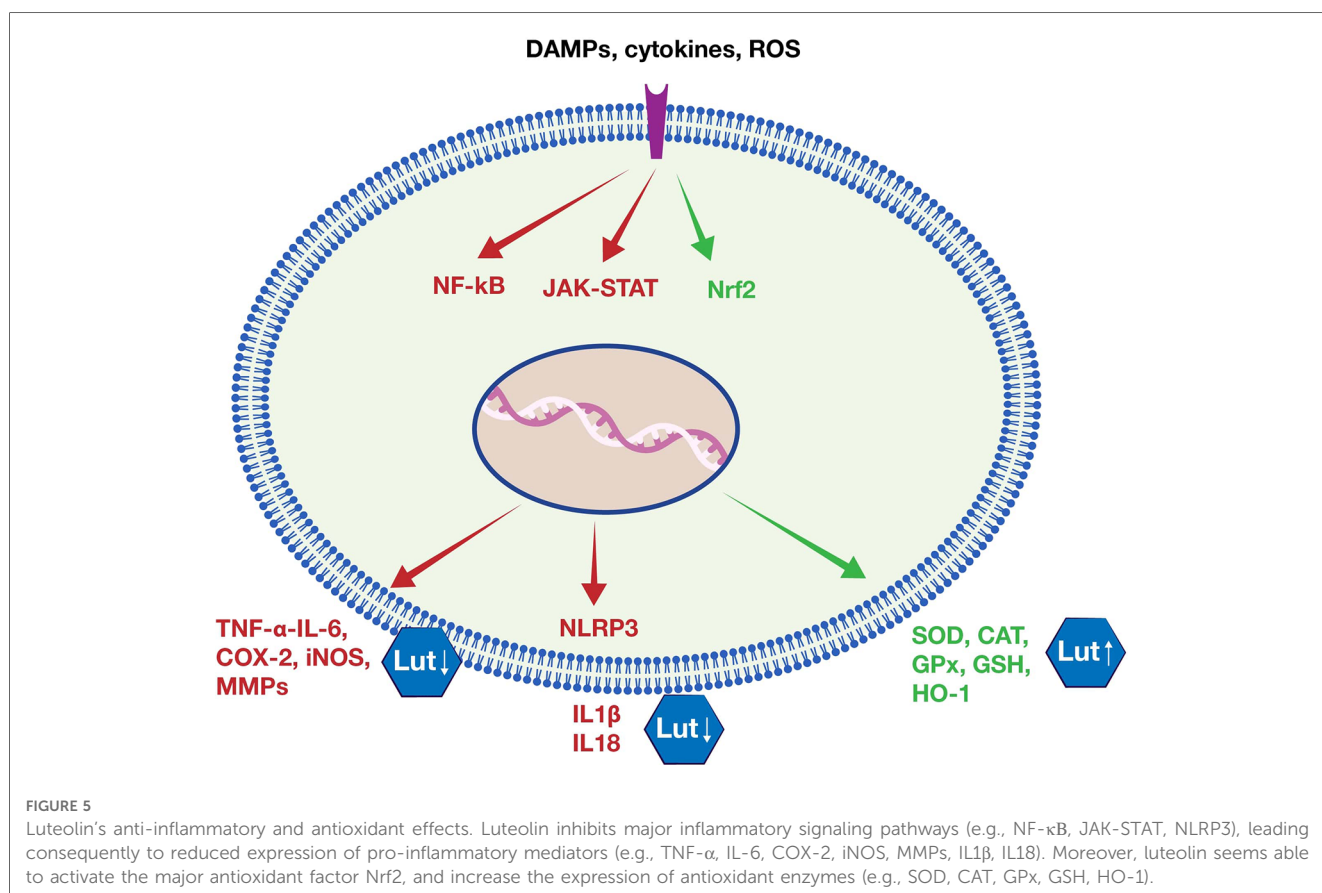 DAMPs, cytokines, ROS
NF-kB
JAK-STAT
Nrf2
TNF-α-IL-6,
COX-2, iNOS,
MMPs
Lut↓
NLRP3
IL1β
IL18
Lut↓
SOD, CAT,
GPx, GSH,
HO-1
Lut↑
FIGURE 5
Luteolin's anti-inflammatory and antioxidant effects. Luteolin inhibits major inflammatory signaling pathways (e.g., NF-κB, JAK-STAT, NLRP3), leading
consequently to reduced expression of pro-inflammatory mediators (e.g., TNF-α, IL-6, COX-2, iNOS, MMPs, IL1β, IL18). Moreover, luteolin seems able
to activate the major antioxidant factor Nrf2, and increase the expression of antioxidant enzymes (e.g., SOD, CAT, GPx, GSH, HO-1).